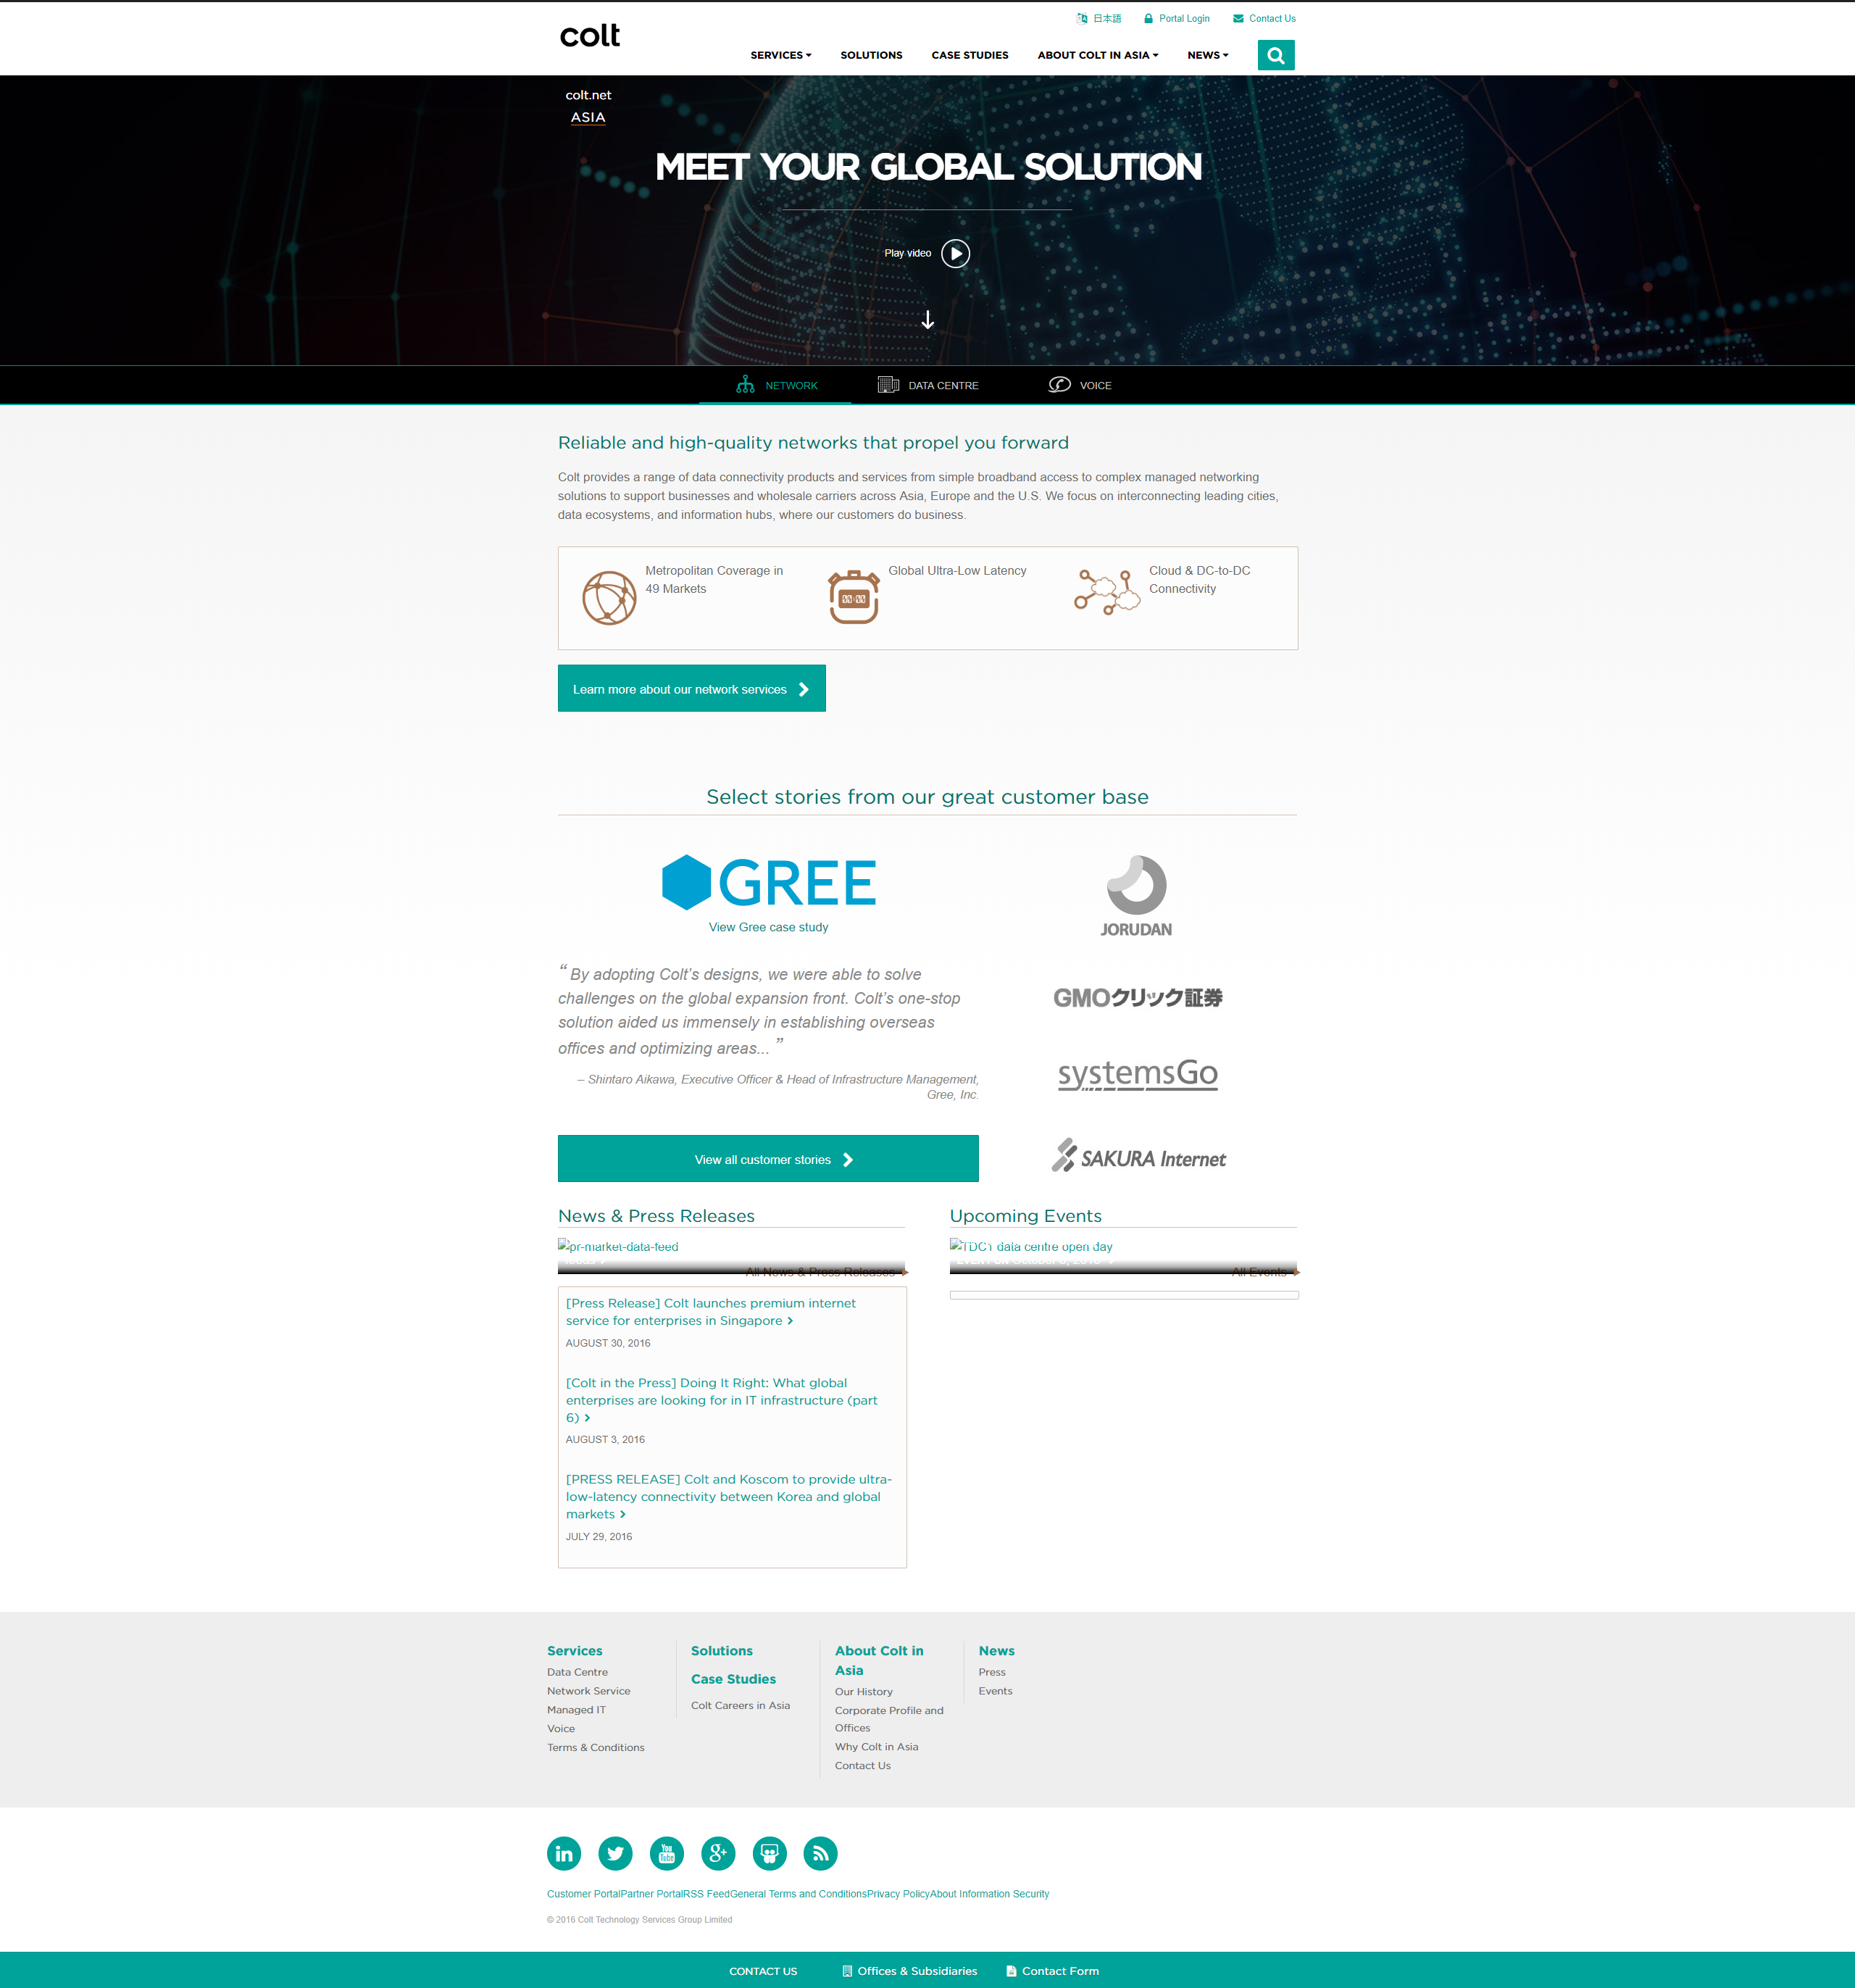 colt
日本語
Portal Login
Contact Us
SERVICES
SOLUTIONS
CASE STUDIES
ABOUT COLT IN ASIA
NEWS
colt.net
ASIA
MEET YOUR GLOBAL SOLUTION
Play video
NETWORK
DATA CENTRE
VOICE
Reliable and high-quality networks that propel you forward
Colt provides a range of data connectivity products and services from simple broadband access to complex managed networking
solutions to support businesses and wholesale carriers across Asia, Europe and the U.S. We focus on interconnecting leading cities,
data ecosystems, and information hubs, where our customers do business.
Metropolitan Coverage in
49 Markets
00:00
Global Ultra-Low Latency
Cloud & DC-to-DC
Connectivity
Learn more about our network services
Select stories from our great customer base
GREE
View Gree case study
“ By adopting Colt’s designs, we were able to solve
challenges on the global expansion front. Colt’s one-stop
solution aided us immensely in establishing overseas
offices and optimizing areas... ”
– Shintaro Aikawa, Executive Officer & Head of Infrastructure Management,
Gree, Inc.
View all customer stories
JORUDAN
GMOクリック証券
systemsGo
SAKURA Internet
News & Press Releases
pr-market-data-feed
All News & Press Releases
[Press Release] Colt launches premium internet
service for enterprises in Singapore
AUGUST 30, 2016
[Colt in the Press] Doing It Right: What global
enterprises are looking for in IT infrastructure (part
6)
AUGUST 3, 2016
[PRESS RELEASE] Colt and Koscom to provide ultra-
low-latency connectivity between Korea and global
markets
JULY 29, 2016
Upcoming Events
TDC1 data centre open day
All Events
Services
Data Centre
Network Service
Managed IT
Voice
Terms & Conditions
Solutions
Case Studies
Colt Careers in Asia
About Colt in
Asia
Our History
Corporate Profile and
Offices
Why Colt in Asia
Contact Us
News
Press
Events
in
You
Tube
g+
Customer PortalPartner PortalRSS FeedGeneral Terms and ConditionsPrivacy PolicyAbout Information Security
© 2016 Colt Technology Services Group Limited
CONTACT US
Offices & Subsidiaries
Contact Form